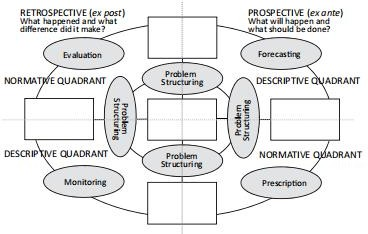 RETROSPECTIVE (ex post)
What happened and what
difference did it make?
PROSPECTIVE (ex ante)
What will happen and
what should be done?
Evaluation
Forecasting
Problem
Structuring
NORMATIVE QUADRANT
DESCRIPTIVE QUADRANT
Problem
Structuring
Problem
Structuring
DESCRIPTIVE QUADRANT
NORMATIVE QUADRANT
Problem
Structuring
Monitoring
Prescription